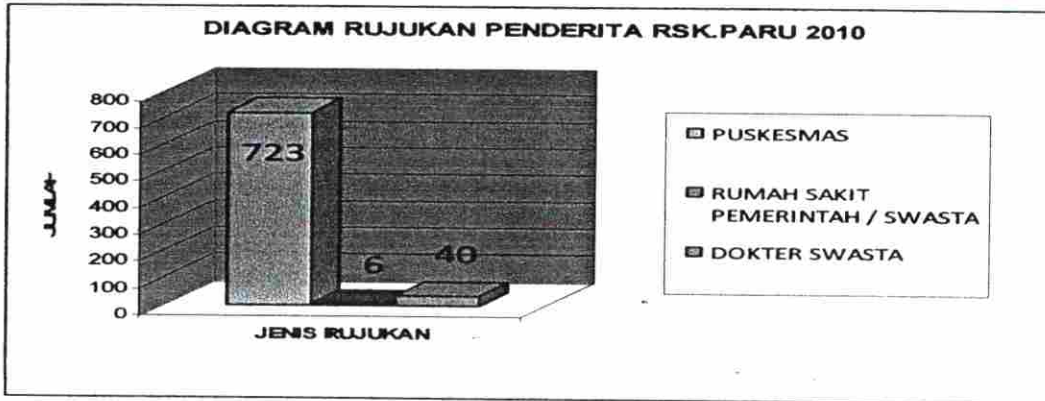 DIAGRAM RUJUKAN PENDERITA RSK.PARU 2010
800
700
600
500
400
300
200
100
0
JUMLAH
723
6
40
JENIS RUJUKAN
PUSKESMAS
RUMAH SAKIT
PEMERINTAH / SWASTA
DOKTER SWASTA